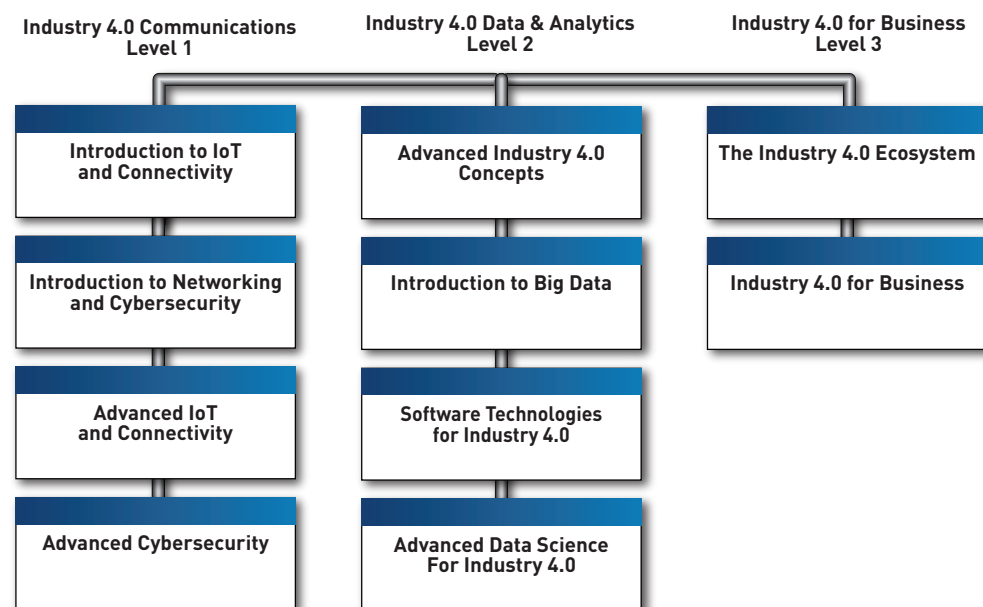 Industry 4.0 Communications
Level 1
Industry 4.0 Data & Analytics
Level 2
Industry 4.0 for Business
Level 3
Introduction to IoT
and Connectivity
Introduction to Networking
and Cybersecurity
Advanced IoT
and Connectivity
Advanced Cybersecurity
Advanced Industry 4.0
Concepts
Introduction to Big Data
Software Technologies
for Industry 4.0
Advanced Data Science
For Industry 4.0
The Industry 4.0 Ecosystem
Industry 4.0 for Business